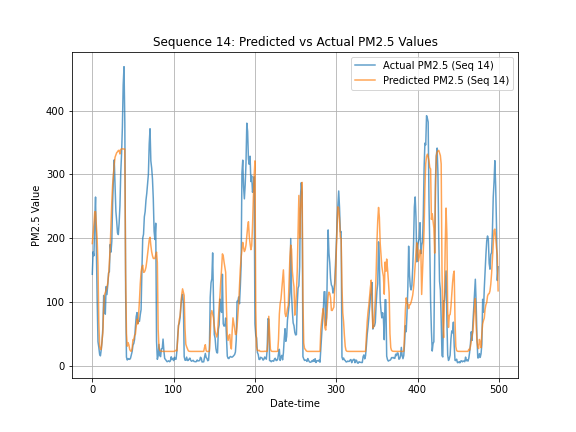 Sequence 14: Predicted vs Actual PM2.5 Values
Actual PM2.5 (Seq 14)
Predicted PM2.5 (Seq 14)
PM2.5 Value
400
300
200
100
0
0 100 200 300 400 500
Date-time